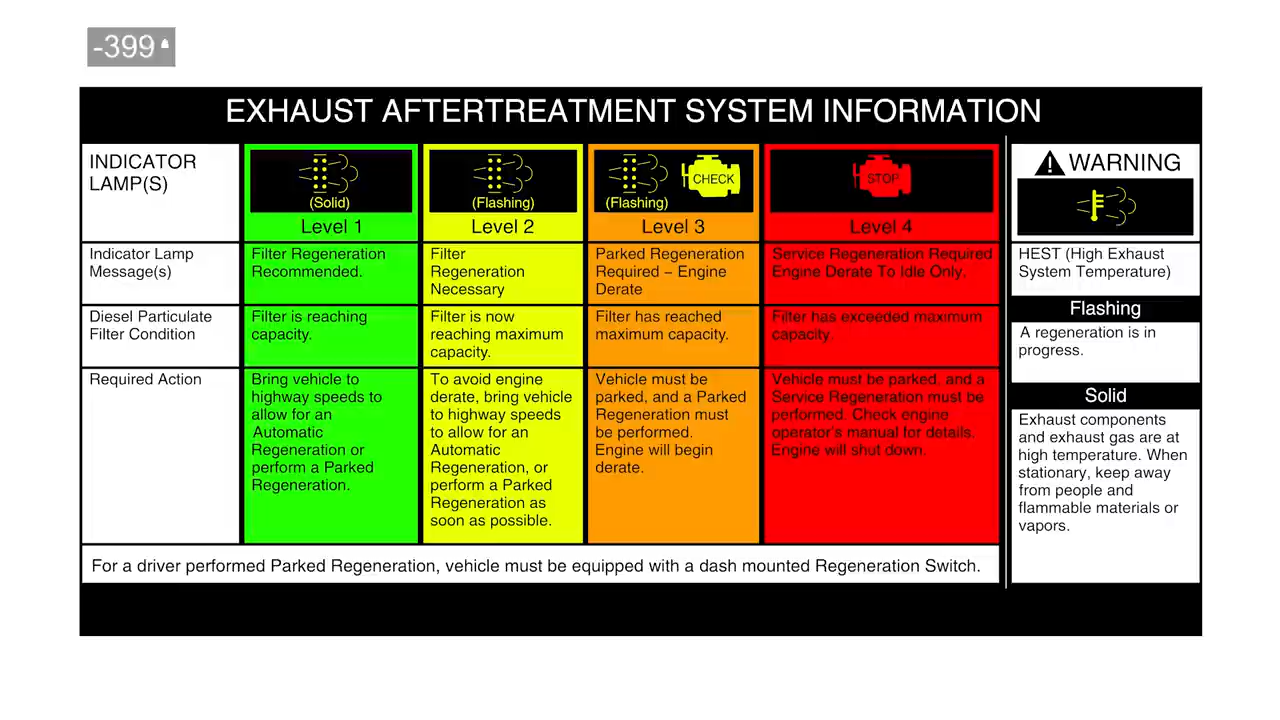 -399
EXHAUST AFTERTREATMENT SYSTEM INFORMATION
INDICATOR
LAMP(S)
(Solid)
Level 1
(Flashing)
Level 2
(Flashing)
CHECK
Level 3
STOP
Level 4
Indicator Lamp
Message(s)
Filter Regeneration
Recommended.
Filter
Regeneration
Necessary
Parked Regeneration
Required – Engine
Derate
Service Regeneration Required
Engine Derate To Idle Only.
Diesel Particulate
Filter Condition
Filter is reaching
capacity.
Filter is now
reaching maximum
capacity.
Filter has reached
maximum capacity.
Filter has exceeded maximum
capacity.
Required Action
Bring vehicle to
highway speeds to
allow for an
Automatic
Regeneration or
perform a Parked
Regeneration.
To avoid engine
derate, bring vehicle
to highway speeds
to allow for an
Automatic
Regeneration, or
perform a Parked
Regeneration as
soon as possible.
Vehicle must be
parked, and a Parked
Regeneration must
be performed.
Engine will begin
derate.
Vehicle must be parked, and a
Service Regeneration must be
performed. Check engine
operator's manual for details.
Engine will shut down.
For a driver performed Parked Regeneration, vehicle must be equipped with a dash mounted Regeneration Switch.
WARNING
HEST (High Exhaust
System Temperature)
Flashing
A regeneration is in
progress.
Solid
Exhaust components
and exhaust gas are at
high temperature. When
stationary, keep away
from people and
flammable materials or
vapors.